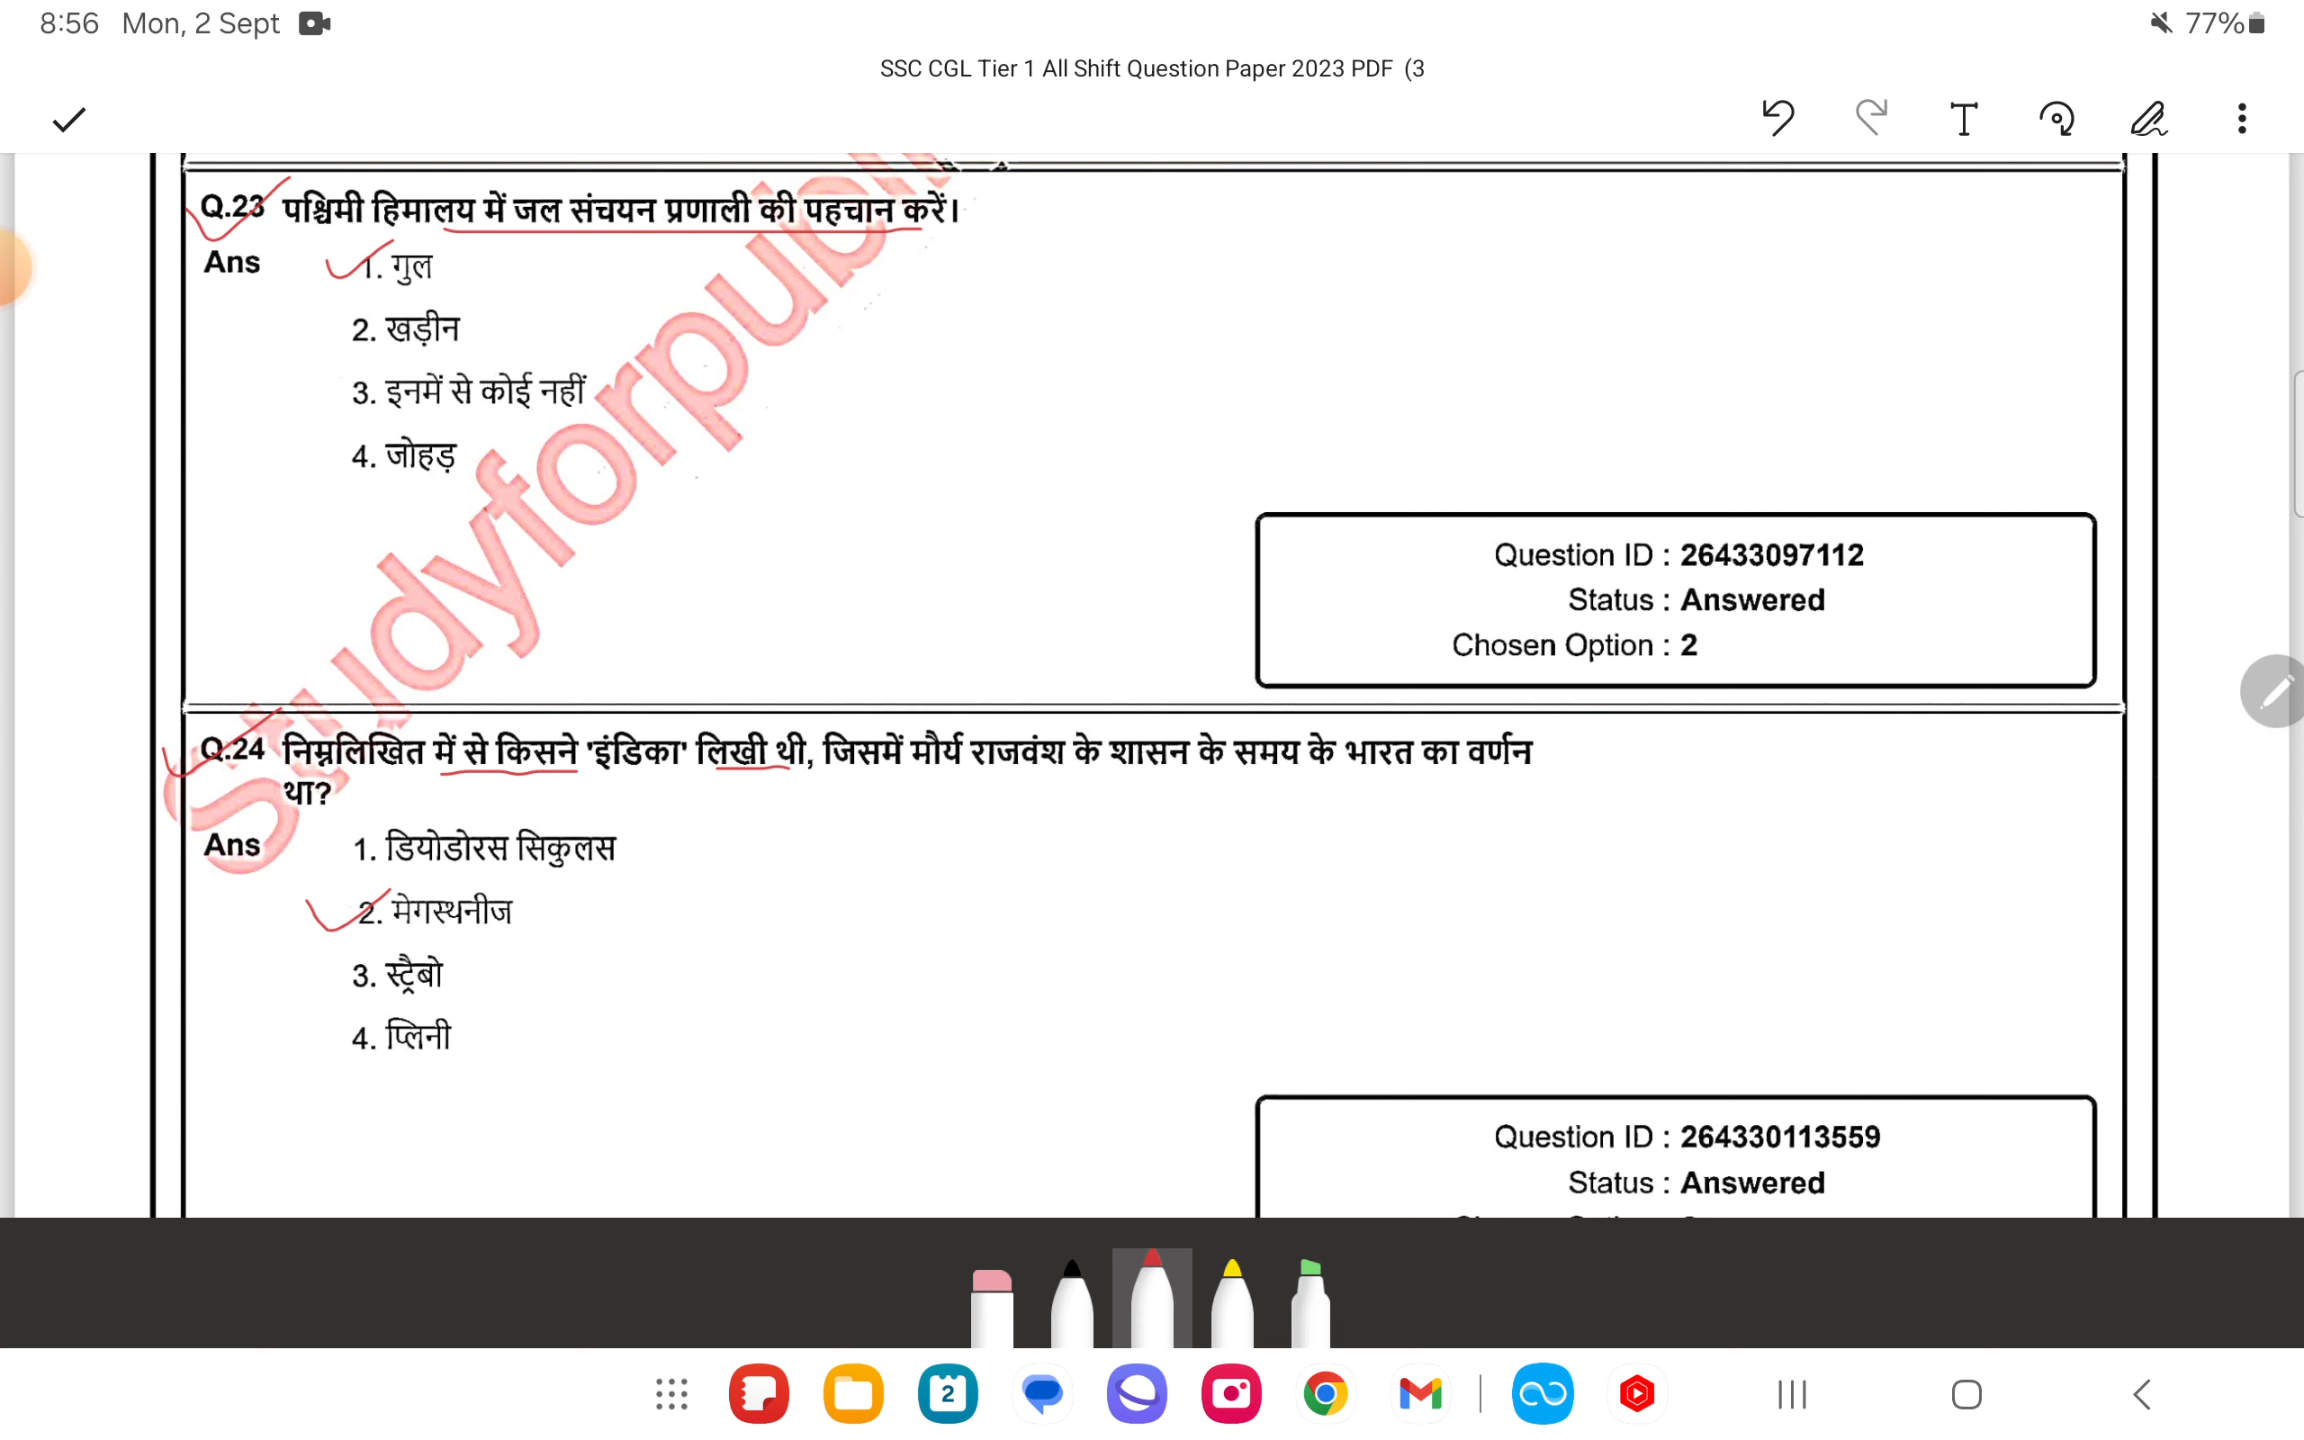 8:56 Mon, 2 Sept
77%
SSC CGL Tier 1 All Shift Question Paper 2023 PDF (3
Q.23 पश्चिमी हिमालय में जल संचयन प्रणाली की पहचान करें।
Ans 1. गुल
2. खड़ीन
3. इनमें से कोई नहीं
4. जोहड़
Studyforpubli
Question ID : 26433097112
Status : Answered
Chosen Option : 2
Q.24 निम्नलिखित में से किसने 'इंडिका' लिखी थी, जिसमें मौर्य राजवंश के शासन के समय के भारत का वर्णन
था?
Ans 1. डियोडोरस सिकुलस
2. मेगस्थनीज
3. स्ट्रैबो
4. प्लिनी
Question ID : 264330113559
Status : Answered
2